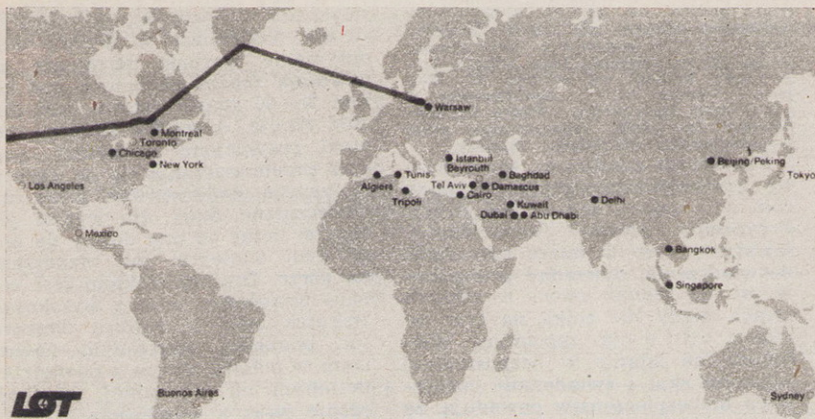 Warsaw
Montreal
Toronto
Chicago
New York
Los Angeles
Mexico
Buenos Aires
Istanbul
Beyrouth
Baghdad
Algiers
Tunis
Tel Aviv
Damascus
Tripoli
Cairo
Kuwait
Dubai
Abu Dhabi
Delhi
Beijing/Peking
Tokyo
Bangkok
Singapore
Sydney
LOT